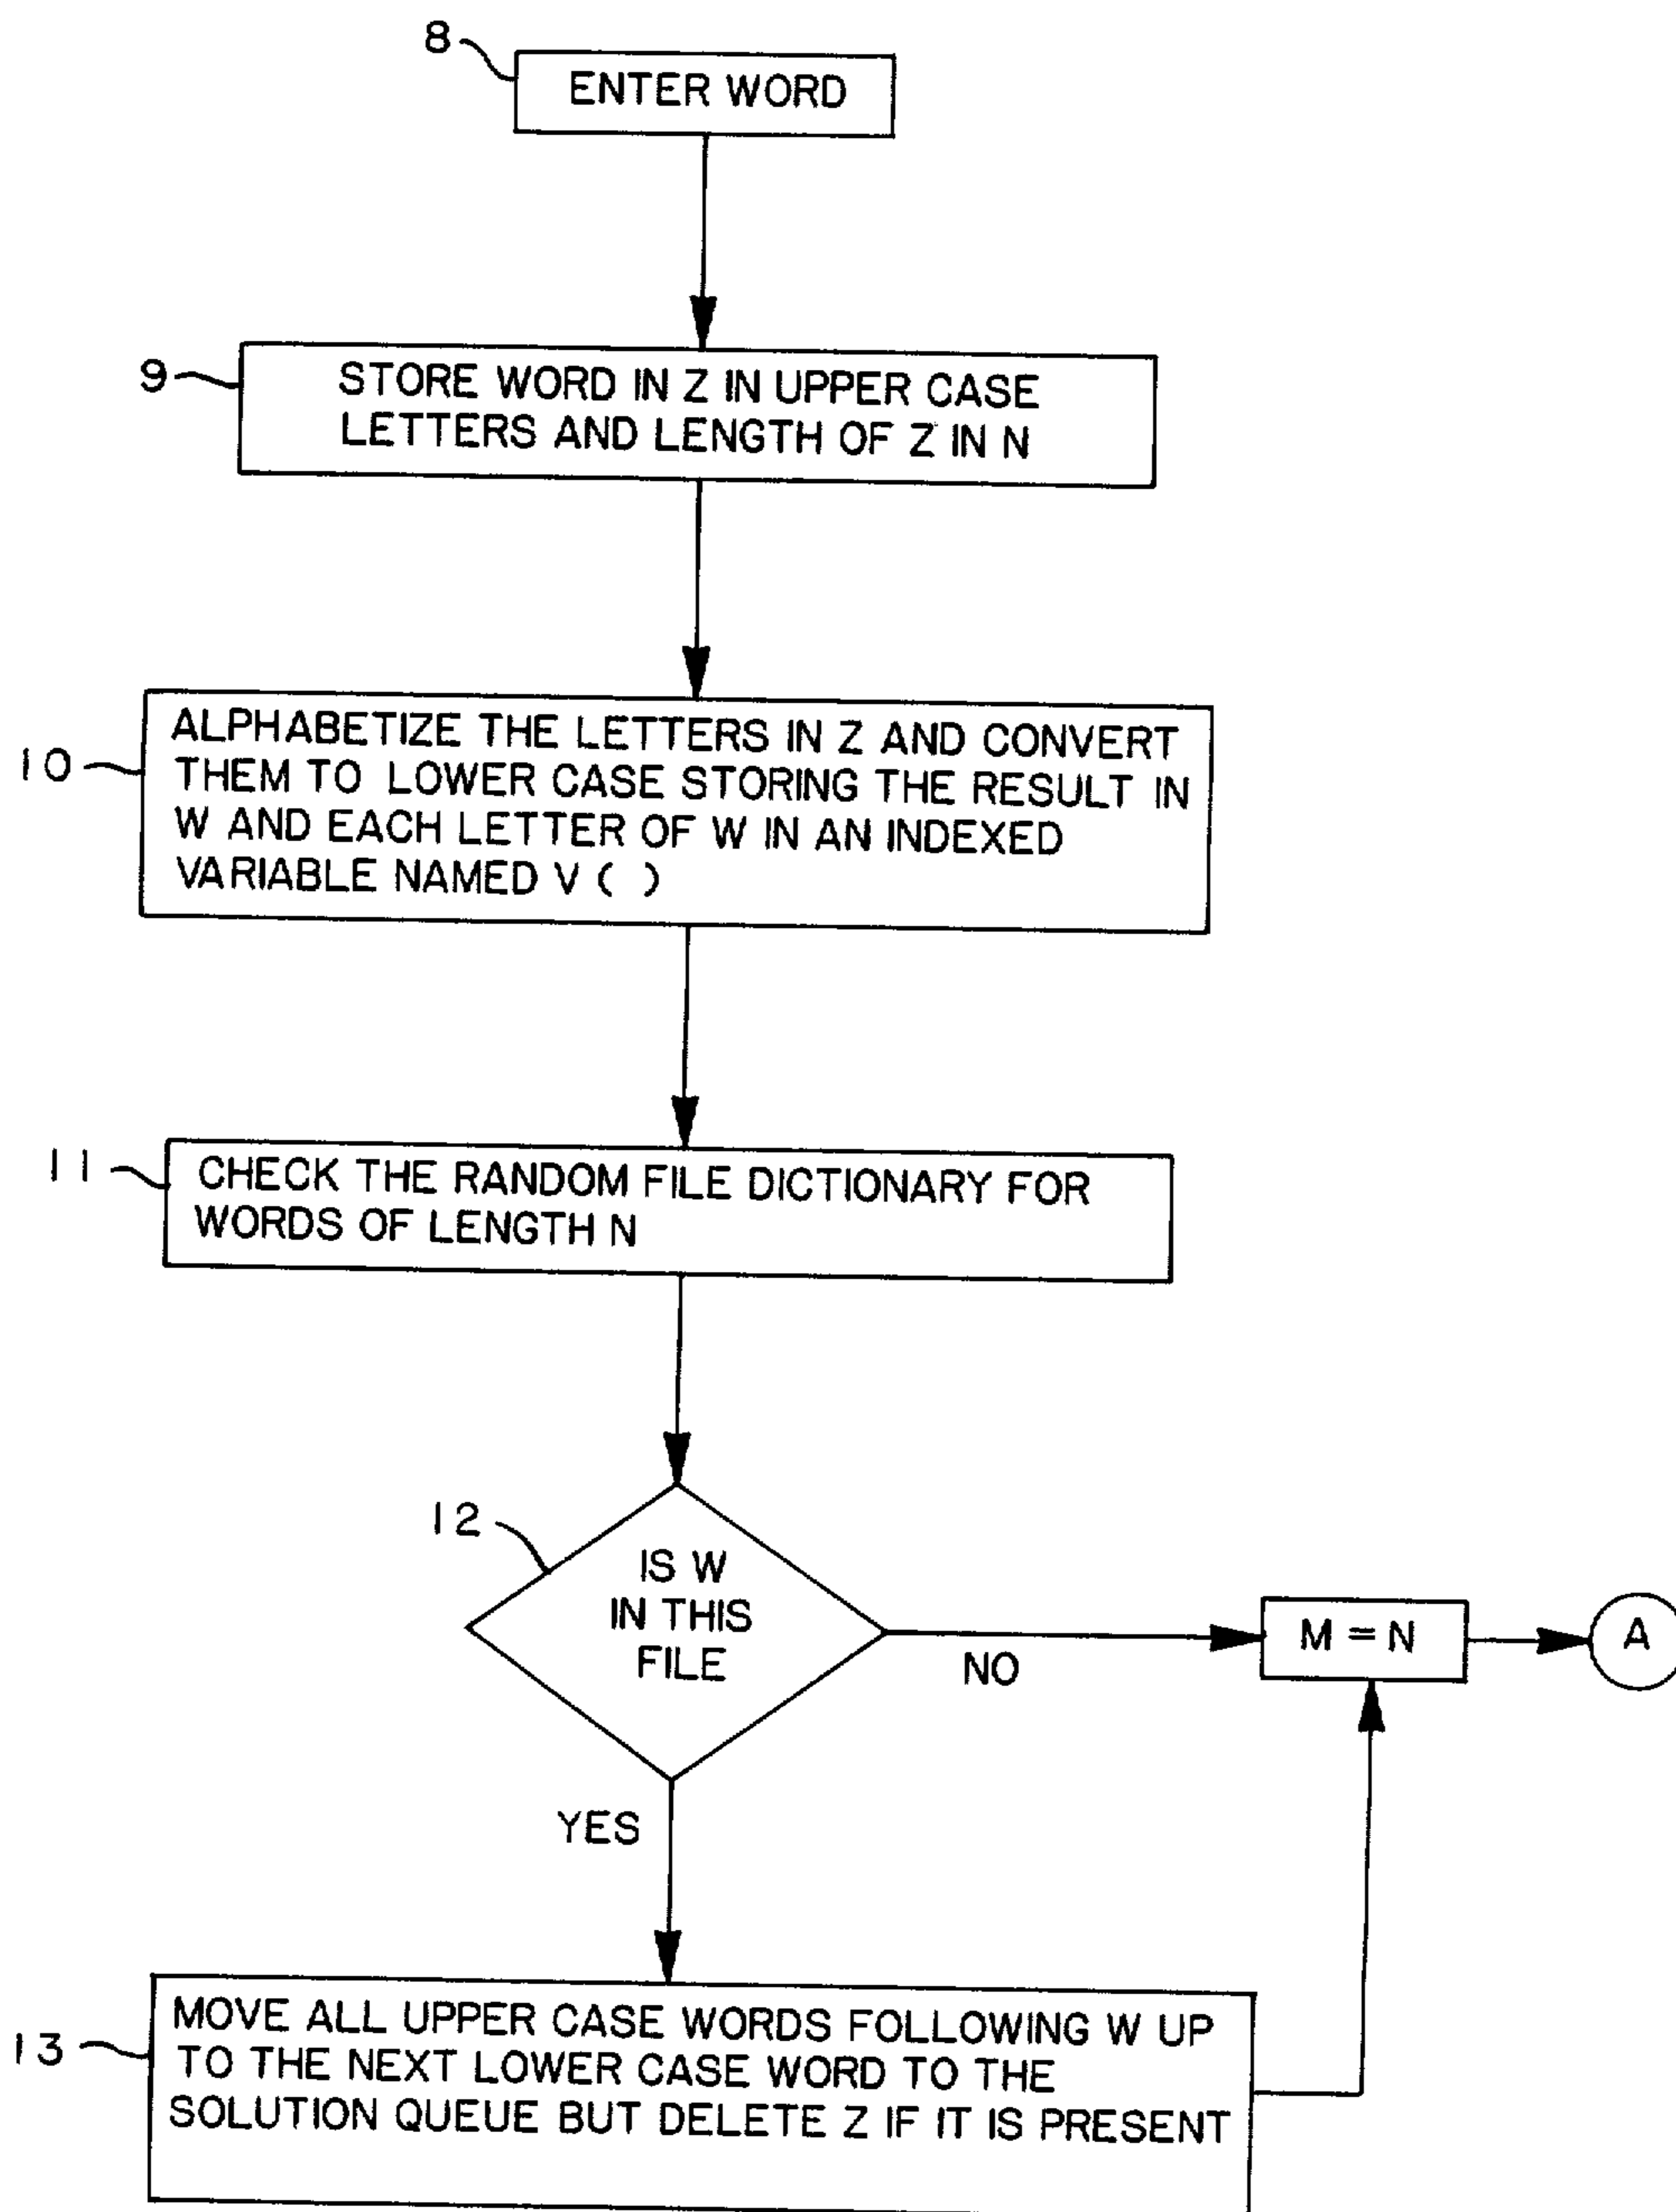 8
ENTER WORD
9
STORE WORD IN Z IN UPPER CASE
LETTERS AND LENGTH OF Z IN N
10
ALPHABETIZE THE LETTERS IN Z AND CONVERT
THEM TO LOWER CASE STORING THE RESULT IN
W AND EACH LETTER OF W IN AN INDEXED
VARIABLE NAMED V ( )
11
CHECK THE RANDOM FILE DICTIONARY FOR
WORDS OF LENGTH N
12
IS W
IN THIS
FILE
NO
M = N
A
YES
13
MOVE ALL UPPER CASE WORDS FOLLOWING W UP
TO THE NEXT LOWER CASE WORD TO THE
SOLUTION QUEUE BUT DELETE Z IF IT IS PRESENT